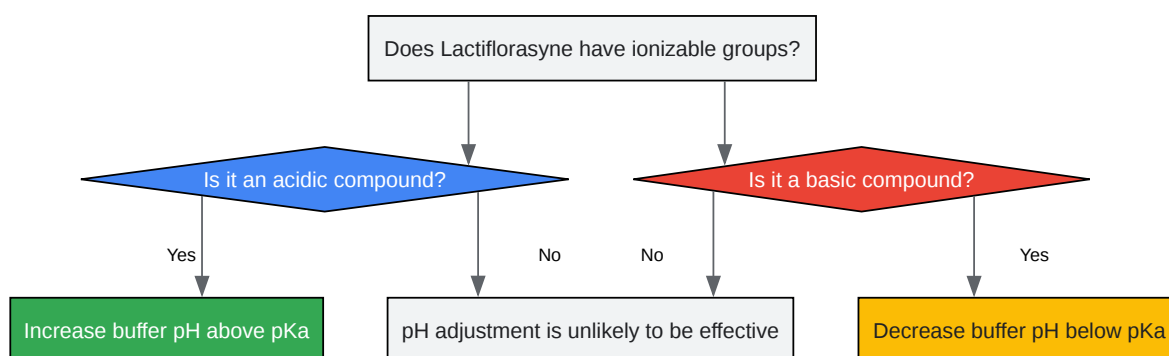 Does Lactiflorasyne have ionizable groups?
Is it an acidic compound?
Is it a basic compound?
Yes
No
No
Yes
Increase buffer pH above pKa
pH adjustment is unlikely to be effective
Decrease buffer pH below pKa